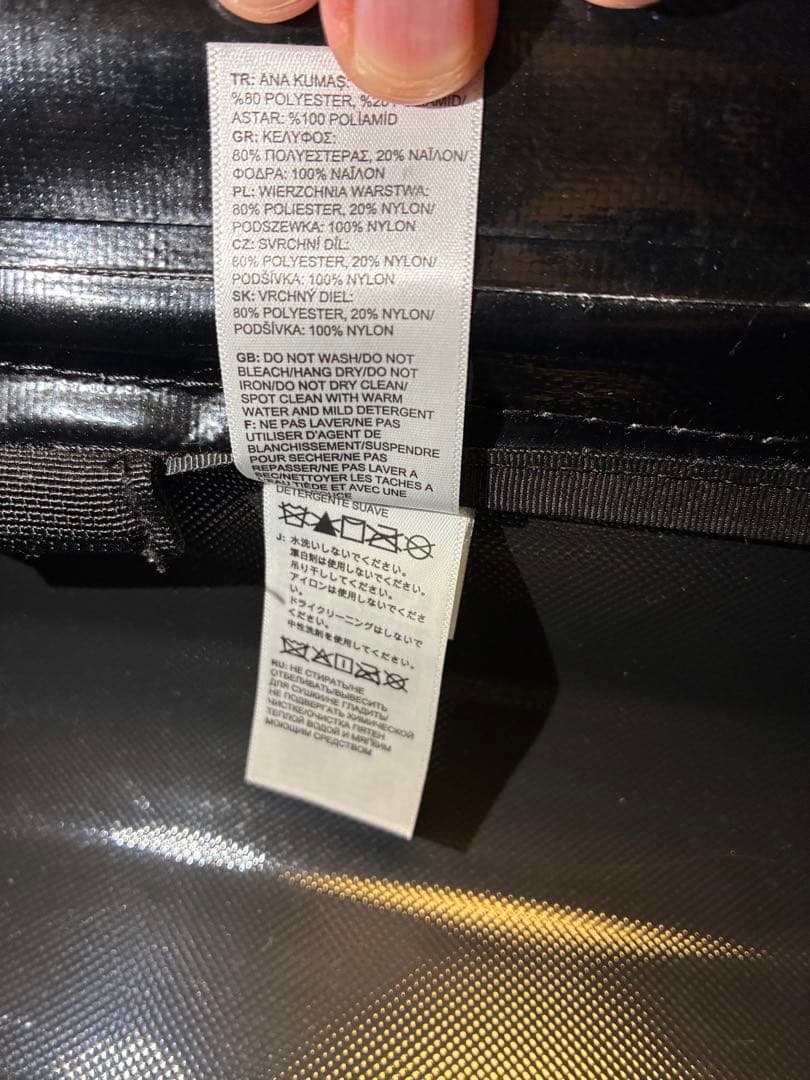 TR: ANA KUMAŞ:
%80 POLYESTER, %20
ASTAR: %100 POLİAMİD
GR: ΚΕΛΥΦΟΣ:
80% ΠΟΛΥΕΣΤΕΡΑΣ, 20% ΝΑΪΛΟΝ/
ΦΟΔΡΑ: 100% ΝΑΪΛΟΝ
PL: WIERZCHNIA WARSTWA:
80% POLIESTER, 20% NYLON/
PODSZEWKA: 100% NYLON
CZ: SVRCHNÍ DÍL:
80% POLYESTER, 20% NYLON/
PODŠÍVKA: 100% NYLON
SK: VRCHNÝ DIEL:
80% POLYESTER, 20% NYLON/
PODŠÍVKA: 100% NYLON
GB: DO NOT WASH/DO NOT
BLEACH/HANG DRY/DO NOT
IRON/DO NOT DRY CLEAN/
SPOT CLEAN WITH WARM
WATER AND MILD DETERGENT
F: NE PAS LAVER/NE PAS
UTILISER D'AGENT DE
BLANCHISSEMENT/SUSPENDRE
POUR SECHER/NE PAS
REPASSER/NE PAS LAVER A
SEC/NETTOYER LES TACHES A
EAU TIÈDE ET AVEC UNE
DETERGENTE SUAVE
J: 水洗いしないでください。
漂白剤は使用しないでください。
吊り干ししてください。
アイロンは使用しないでくださ
い。
ドライクリーニングはしないで
ください。
中性洗剤を使用してください。
RU: НЕ СТИРАТЬ/НЕ
ОТБЕЛИВАТЬ/ВЫВЕСИТЬ
ДЛЯ СУШКИ/НЕ ГЛАДИТЬ/
НЕ ПОДВЕРГАТЬ ХИМИЧЕСКОЙ
ЧИСТКЕ/ОЧИСТКА ПЯТЕН
ТЕПЛОЙ ВОДОЙ И МЯГКИМ
МОЮЩИМ СРЕДСТВОМ